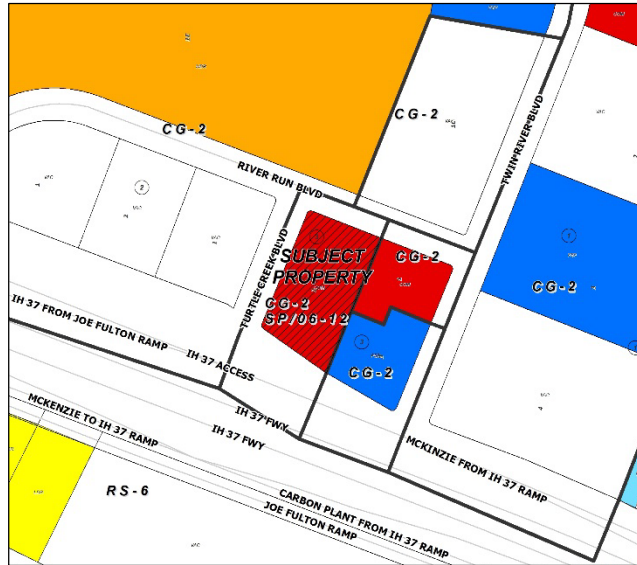 CG-2
CG-2
RIVER RUN BLVD
TWIN RIVER BLVD
TURTLE CREEK BLVD
SUBJECT
PROPERTY
CG-2
SP/06-12
CG-2
CG-2
CG-2
IH 37 FROM JOE FULTON RAMP
IH 37 ACCESS
IH 37 FWY
IH 37 FWY
MCKENZIE TO IH 37 RAMP
MCKINZIE FROM IH 37 RAMP
RS-6
CARBON PLANT FROM IH 37 RAMP
JOE FULTON RAMP